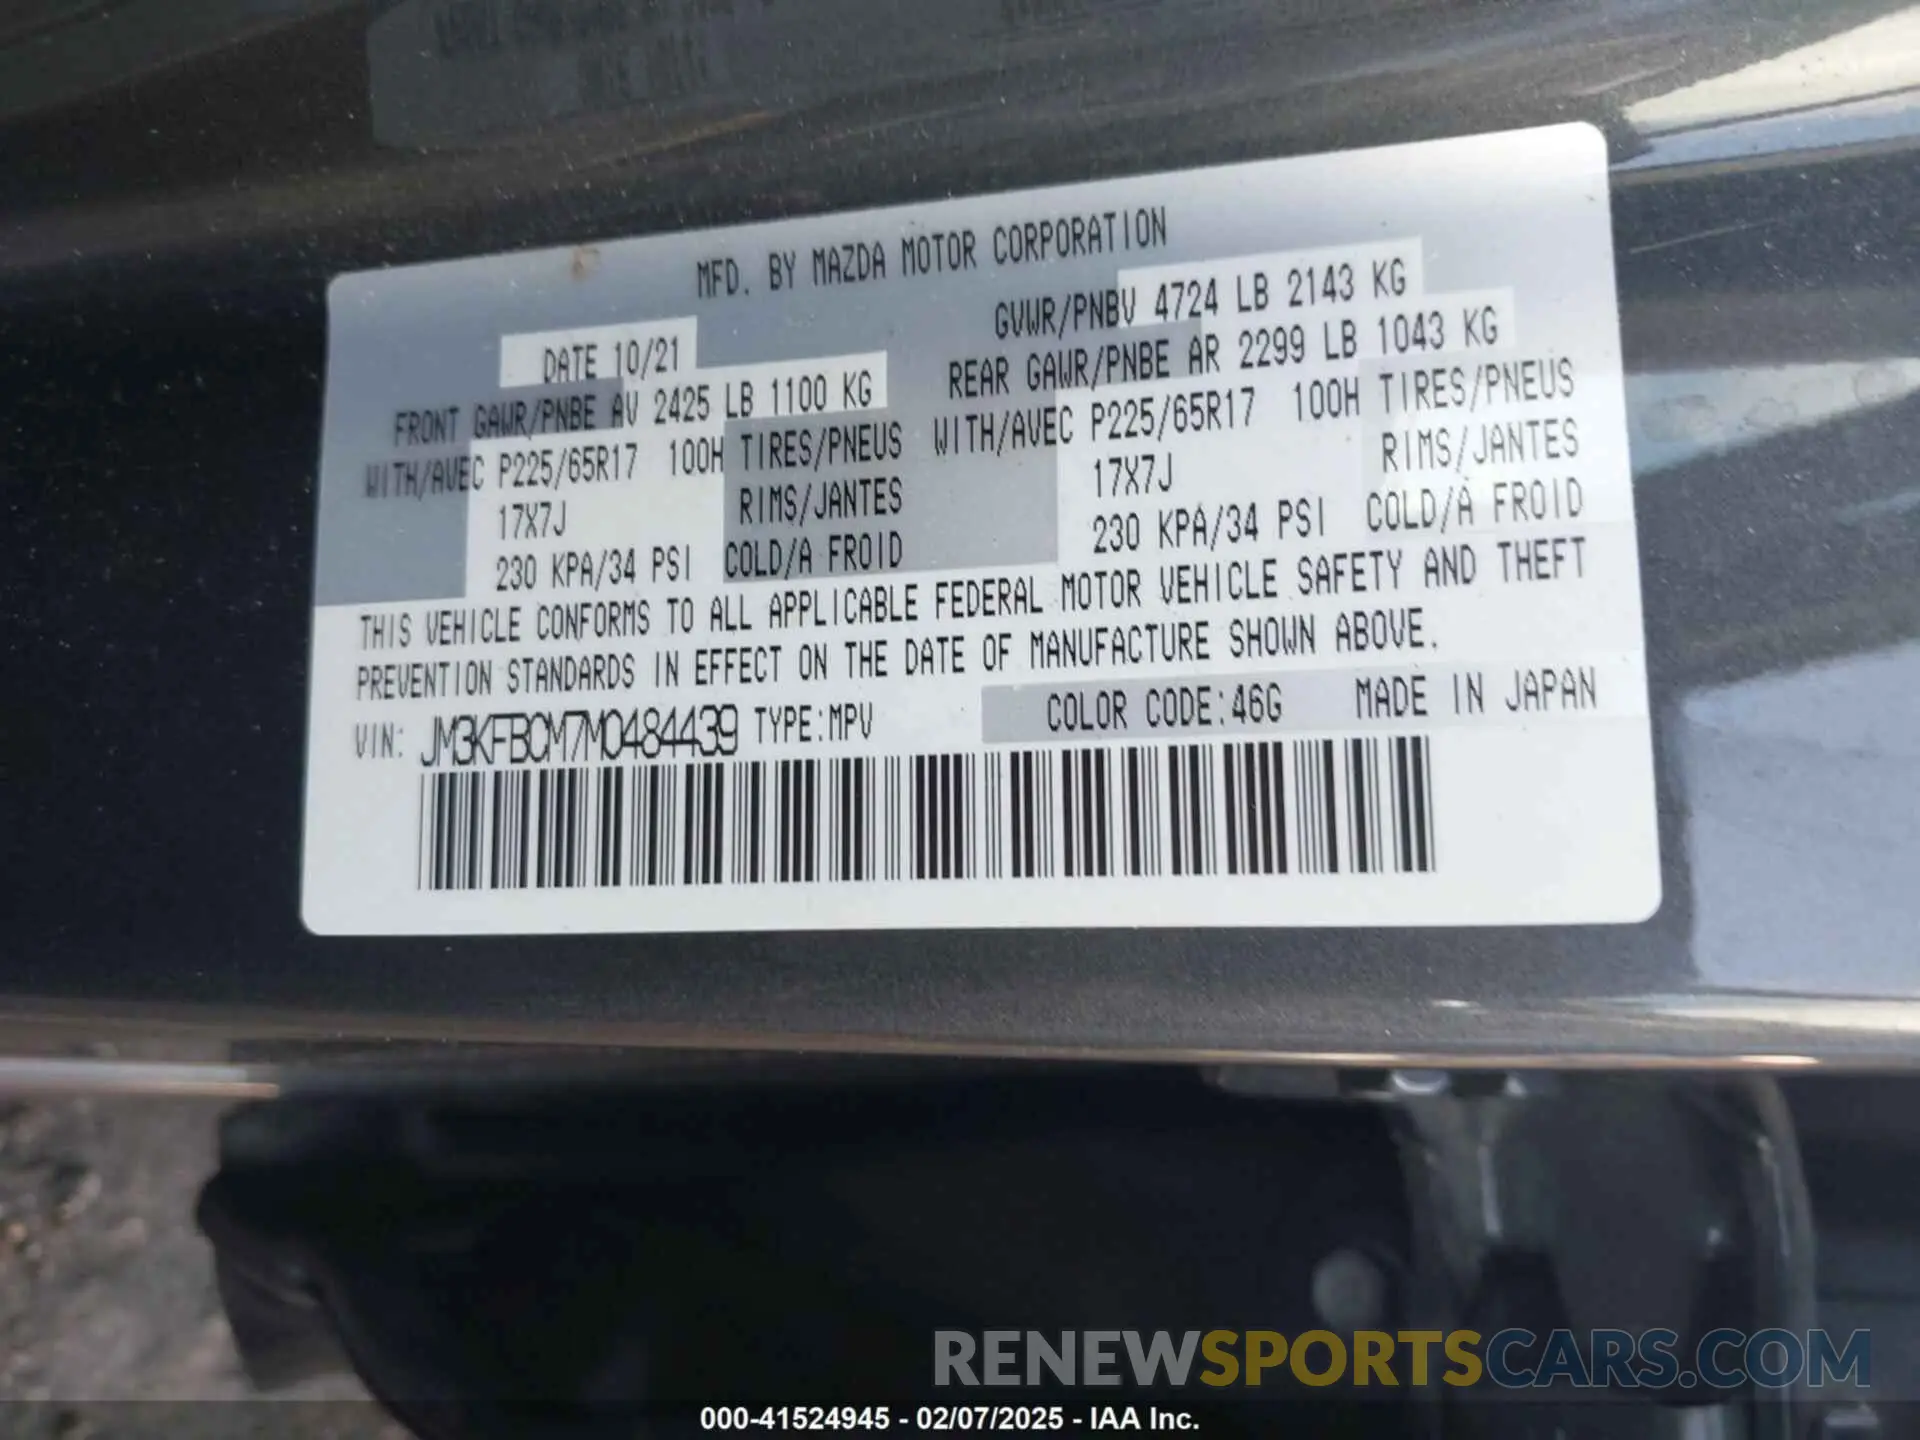 MFD. BY MAZDA MOTOR CORPORATION
DATE 10/21
GVWR/PNBV 4724 LB 2143 KG
FRONT GAWR/PNBE AV 2425 LB 1100 KG
REAR GAWR/PNBE AR 2299 LB 1043 KG
WITH/AVEC P225/65R17 100H TIRES/PNEUS
WITH/AVEC P225/65R17 100H TIRES/PNEUS
17X7J RIMS/JANTES
17X7J RIMS/JANTES
230 KPA/34 PSI COLD/A FROID
230 KPA/34 PSI COLD/A FROID
THIS VEHICLE CONFORMS TO ALL APPLICABLE FEDERAL MOTOR VEHICLE SAFETY AND THEFT
PREVENTION STANDARDS IN EFFECT ON THE DATE OF MANUFACTURE SHOWN ABOVE.
VIN: JM3KFBCM7M0484439 TYPE:MPV COLOR CODE:46G MADE IN JAPAN
RENEWSPORTSCARS.COM
000-41524945 - 02/07/2025 - IAA Inc.